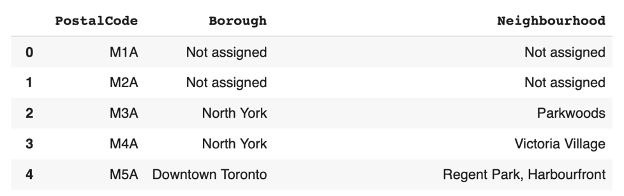 PostalCode Borough Neighbourhood
0 M1A Not assigned Not assigned
1 M2A Not assigned Not assigned
2 M3A North York Parkwoods
3 M4A North York Victoria Village
4 M5A Downtown Toronto Regent Park, Harbourfront